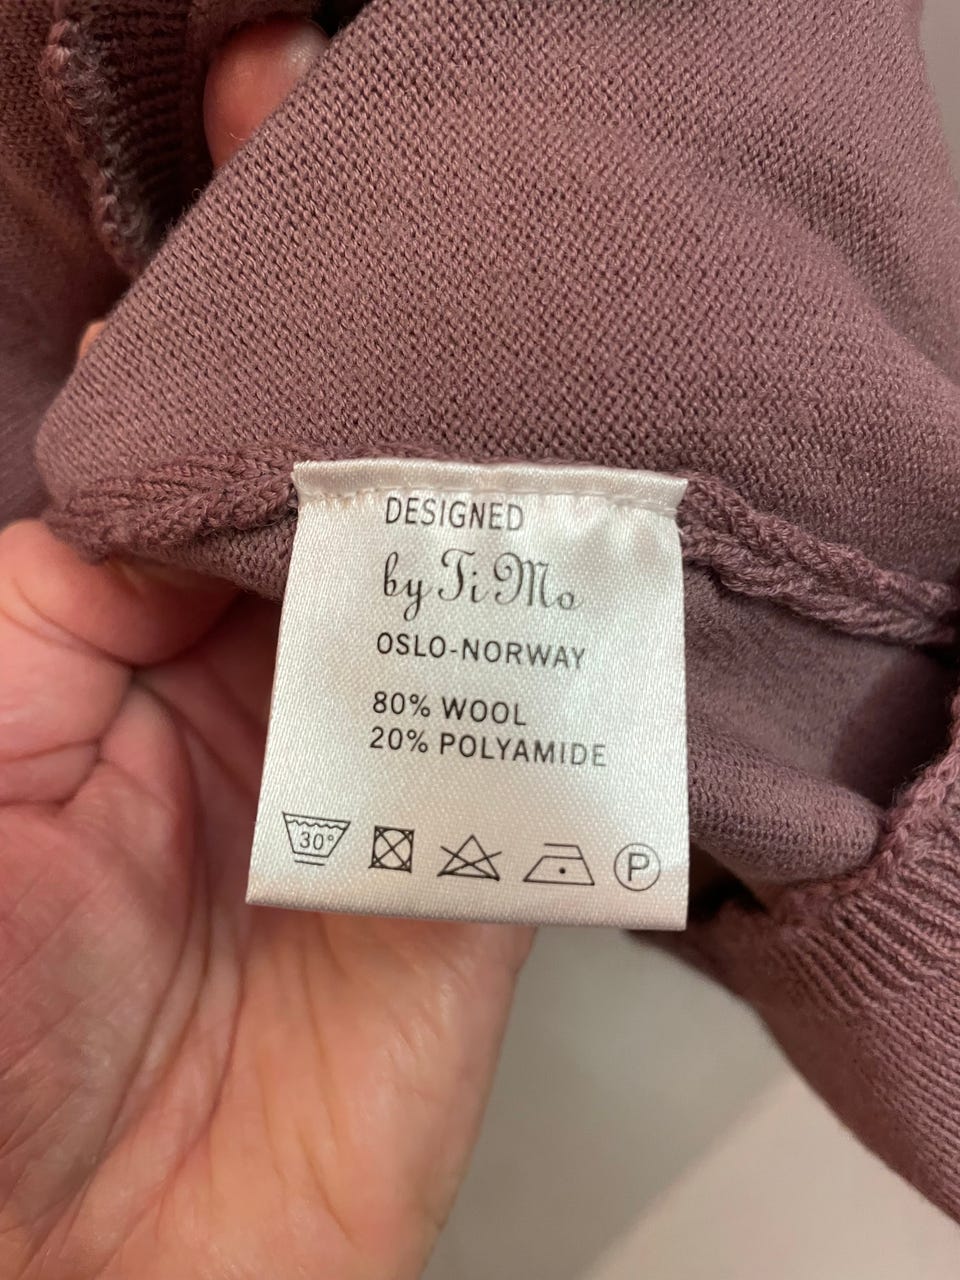 DESIGNED
by Ti Mo
OSLO-NORWAY
80% WOOL
20% POLYAMIDE
30°
P